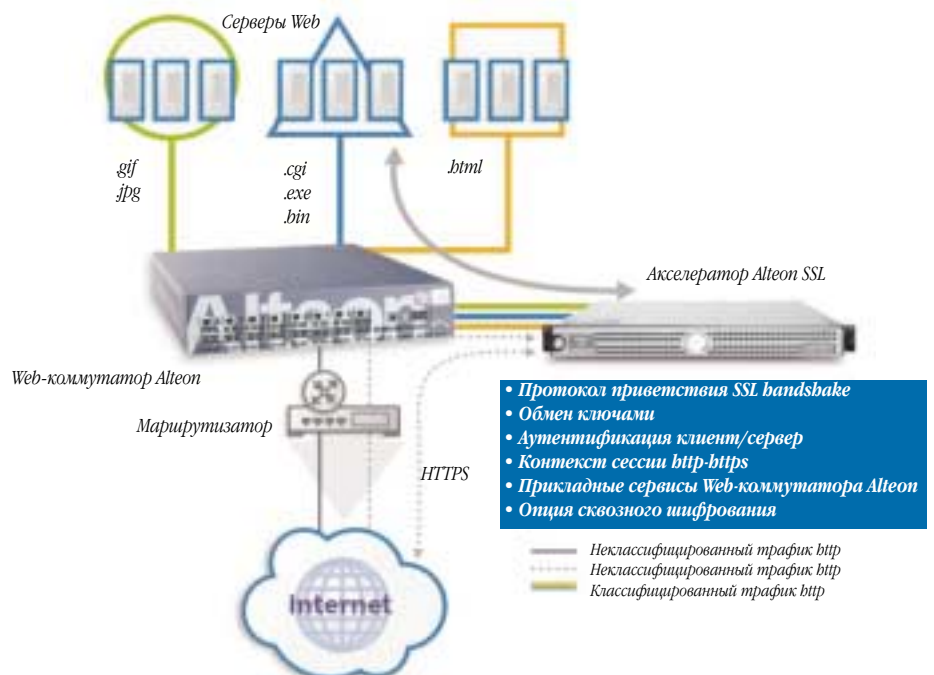 Серверы Web
.gif
.jpg
.cgi
.exe
.bin
.html
Акселератор Alteon SSL
Alteon
Web-коммутатор Alteon
Маршрутизатор
HTTPS
• Протокол приветствия SSL handshake
• Обмен ключами
• Аутентификация клиент/сервер
• Контекст сессии http-https
• Прикладные сервисы Web-коммутатора Alteon
• Опция сквозного шифрования
Неклассифицированный трафик http
Неклассифицированный трафик http
Классифицированный трафик http
Internet